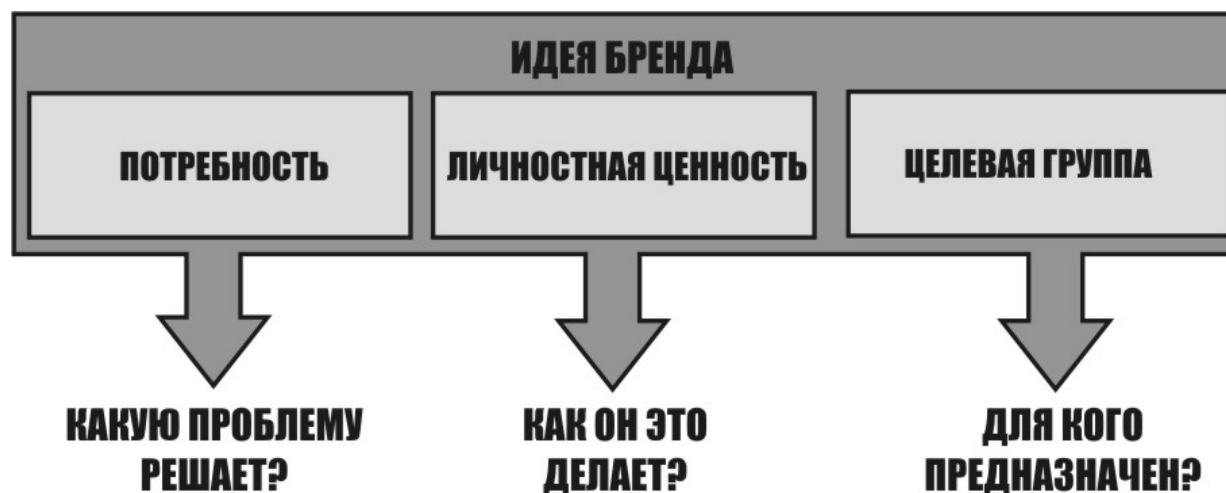 ИДЕЯ БРЕНДА
ПОТРЕБНОСТЬ
ЛИЧНОСТНАЯ ЦЕННОСТЬ
ЦЕЛЕВАЯ ГРУППА
КАКУЮ ПРОБЛЕМУ
РЕШАЕТ?
КАК ОН ЭТО
ДЕЛАЕТ?
ДЛЯ КОГО
ПРЕДНАЗНАЧЕН?